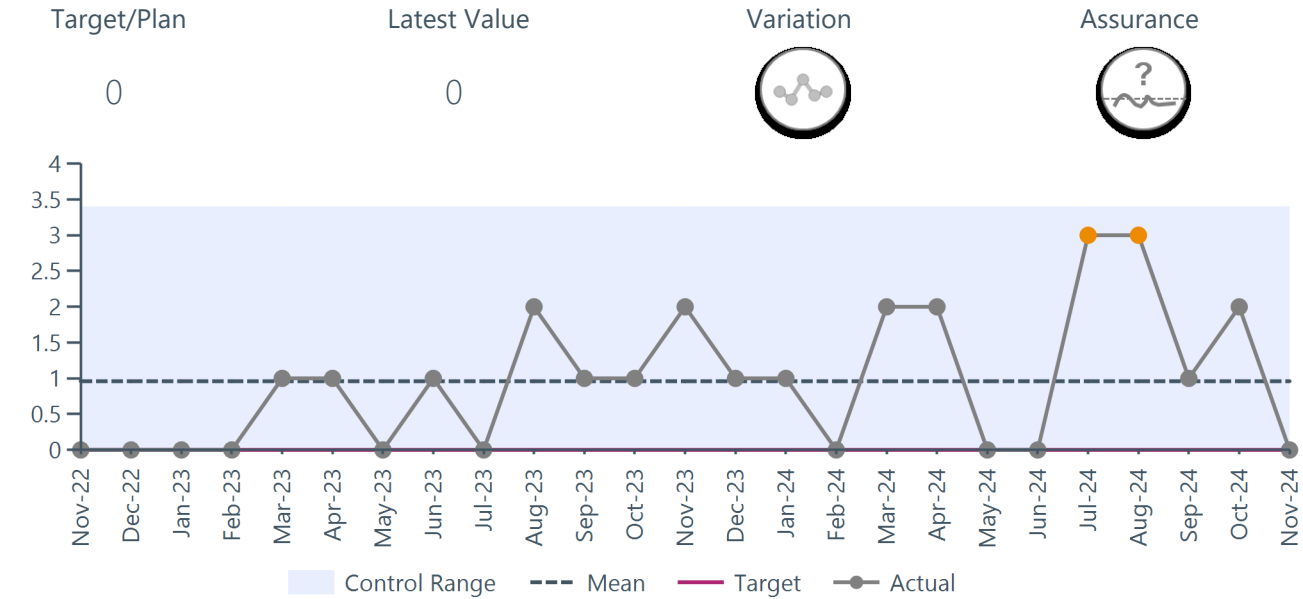 Target/Plan Latest Value Variation Assurance
0 0 ?
4
3.5
3
2.5
2
1.5
1
0.5
0
Nov-22 Dec-22 Jan-23 Feb-23 Mar-23 Apr-23 May-23 Jun-23 Jul-23 Aug-23 Sep-23 Oct-23 Nov-23 Dec-23 Jan-24 Feb-24 Mar-24 Apr-24 May-24 Jun-24 Jul-24 Aug-24 Sep-24 Oct-24 Nov-24
Control Range Mean Target Actual